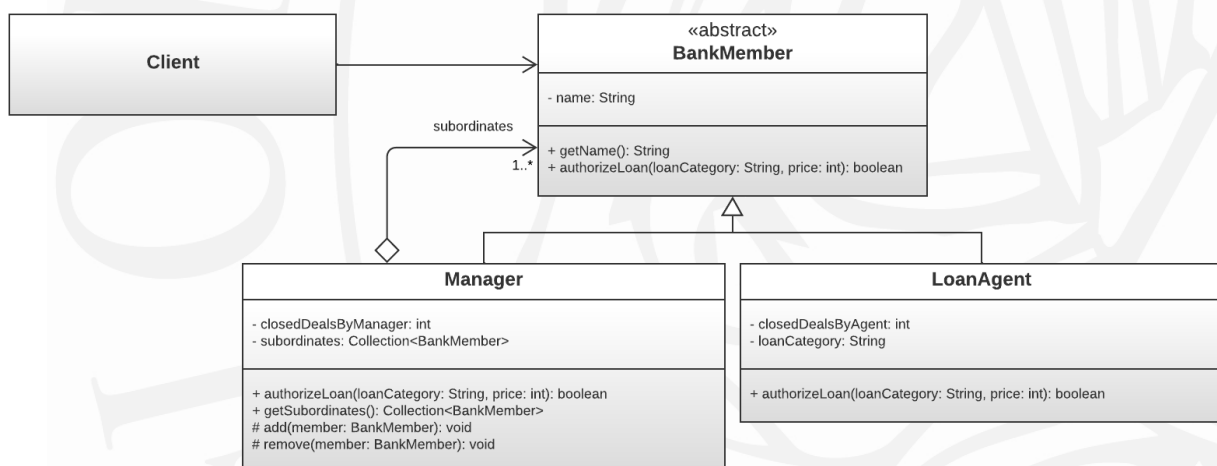 Client
«abstract»
BankMember
- name: String
+ getName(): String
+ authorizeLoan(loanCategory: String, price: int): boolean
subordinates
1..*
Manager
- closedDealsByManager: int
- subordinates: Collection<BankMember>
+ authorizeLoan(loanCategory: String, price: int): boolean
+ getSubordinates(): Collection<BankMember>
# add(member: BankMember): void
# remove(member: BankMember): void
LoanAgent
- closedDealsByAgent: int
- loanCategory: String
+ authorizeLoan(loanCategory: String, price: int): boolean